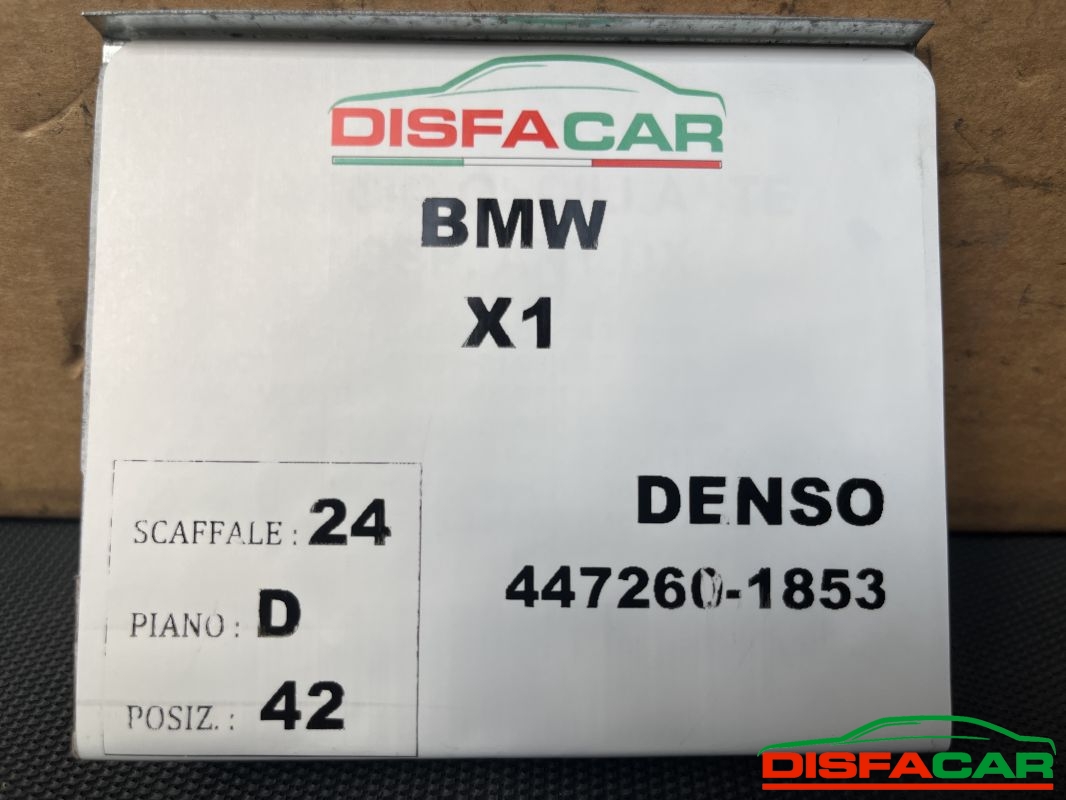 DISFACAR
BMW
X1
DENSO
447260-1853
SCAFFALE : 24
PIANO : D
POSIZ. : 42
DISFACAR